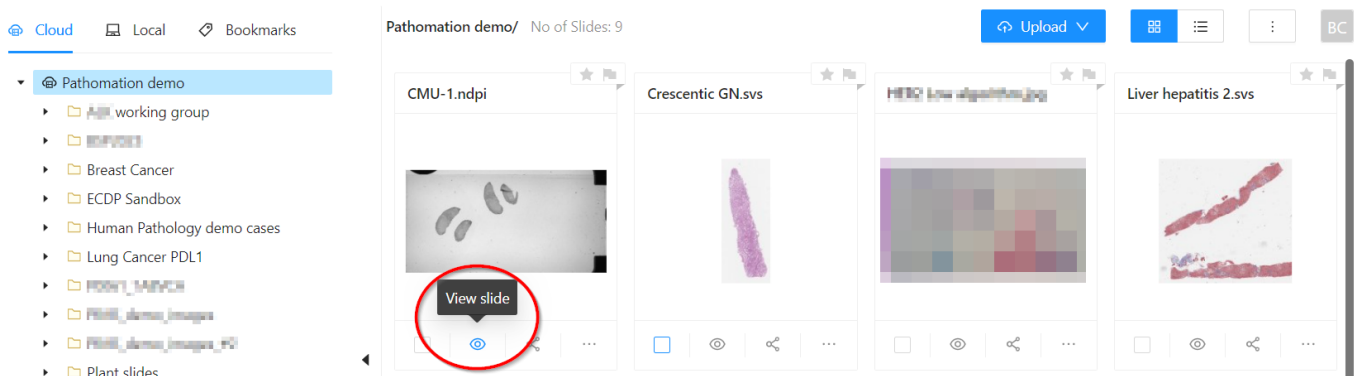 Cloud
Local
Bookmarks
Pathomation demo
working group
Breast Cancer
ECDP Sandbox
Human Pathology demo cases
Lung Cancer PDL1
Plant slides
Pathomation demo/ No of Slides: 9
Upload
BC
CMU-1.ndpi
Crescentic GN.svs
Liver hepatitis 2.svs
View slide